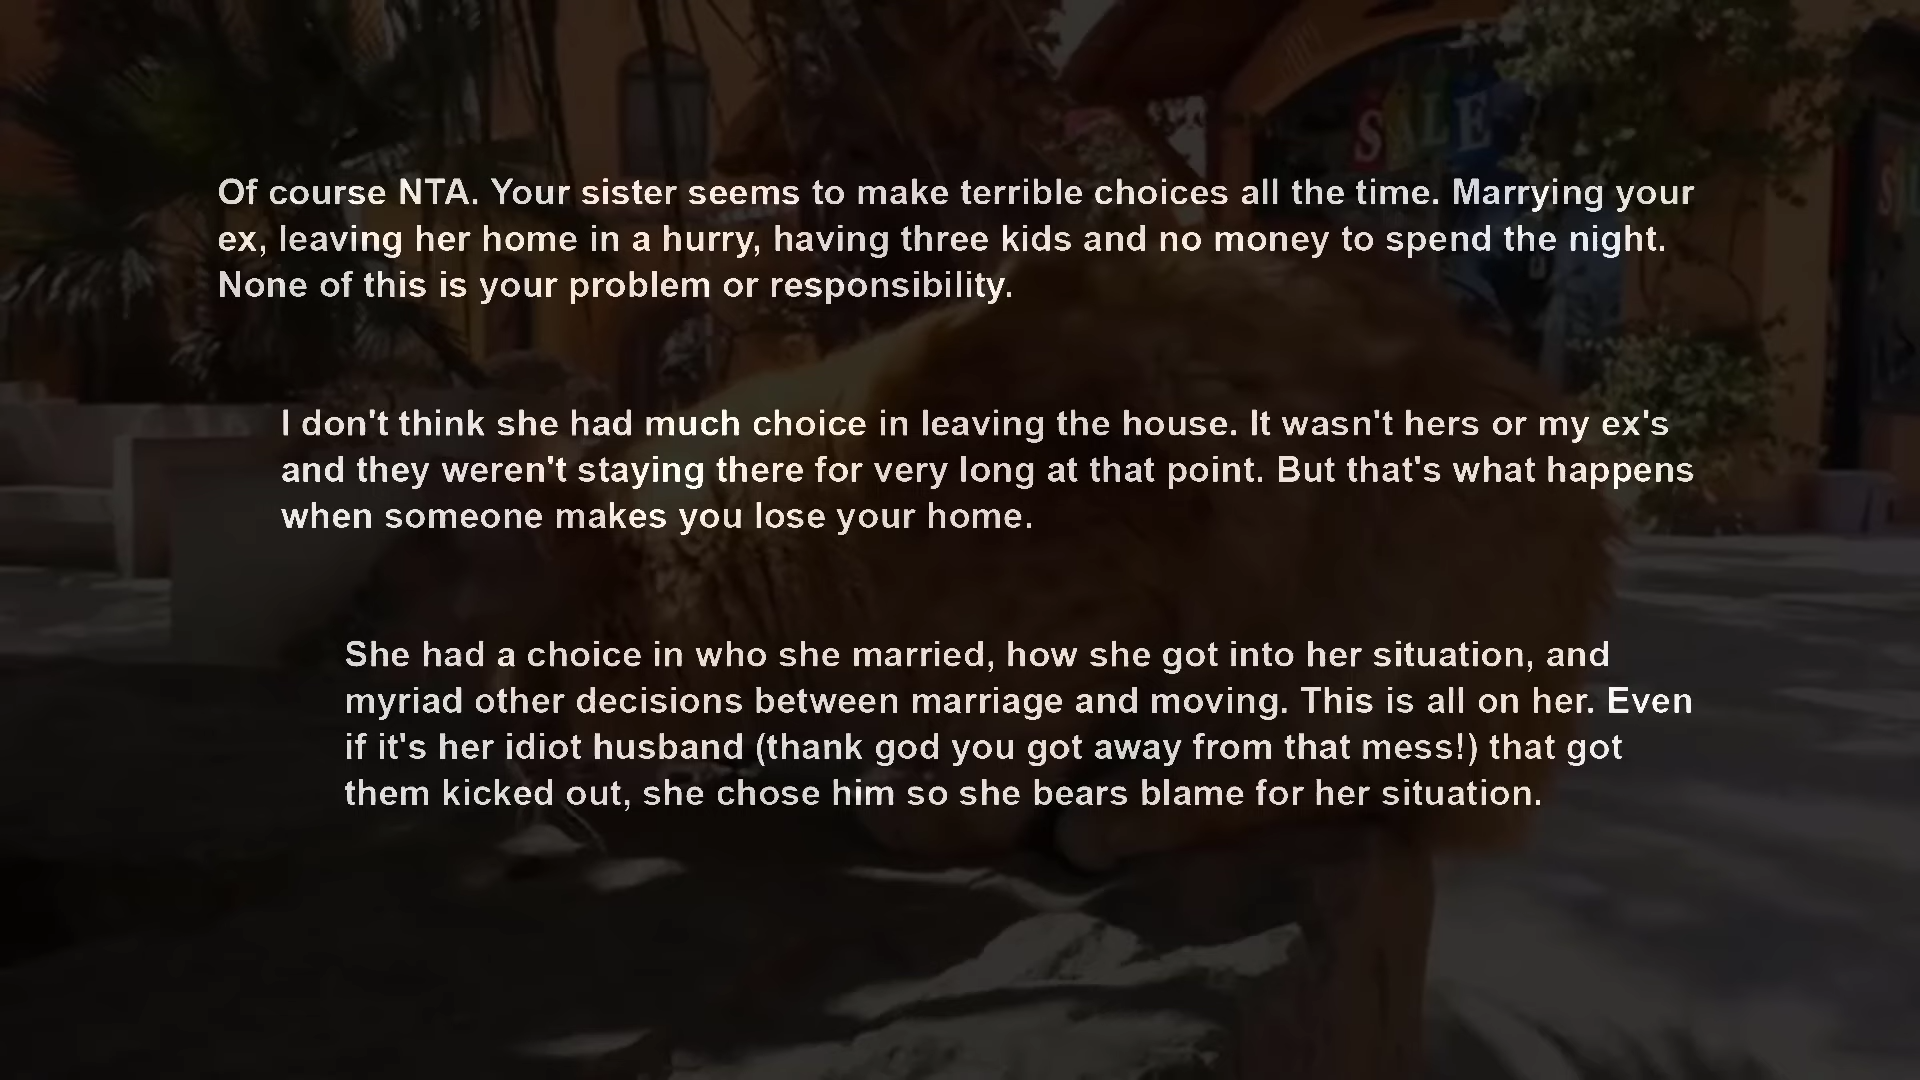 SALE
Of course NTA. Your sister seems to make terrible choices all the time. Marrying your
ex, leaving her home in a hurry, having three kids and no money to spend the night.
None of this is your problem or responsibility.
I don't think she had much choice in leaving the house. It wasn't hers or my ex's
and they weren't staying there for very long at that point. But that's what happens
when someone makes you lose your home.
She had a choice in who she married, how she got into her situation, and
myriad other decisions between marriage and moving. This is all on her. Even
if it's her idiot husband (thank god you got away from that mess!) that got
them kicked out, she chose him so she bears blame for her situation.